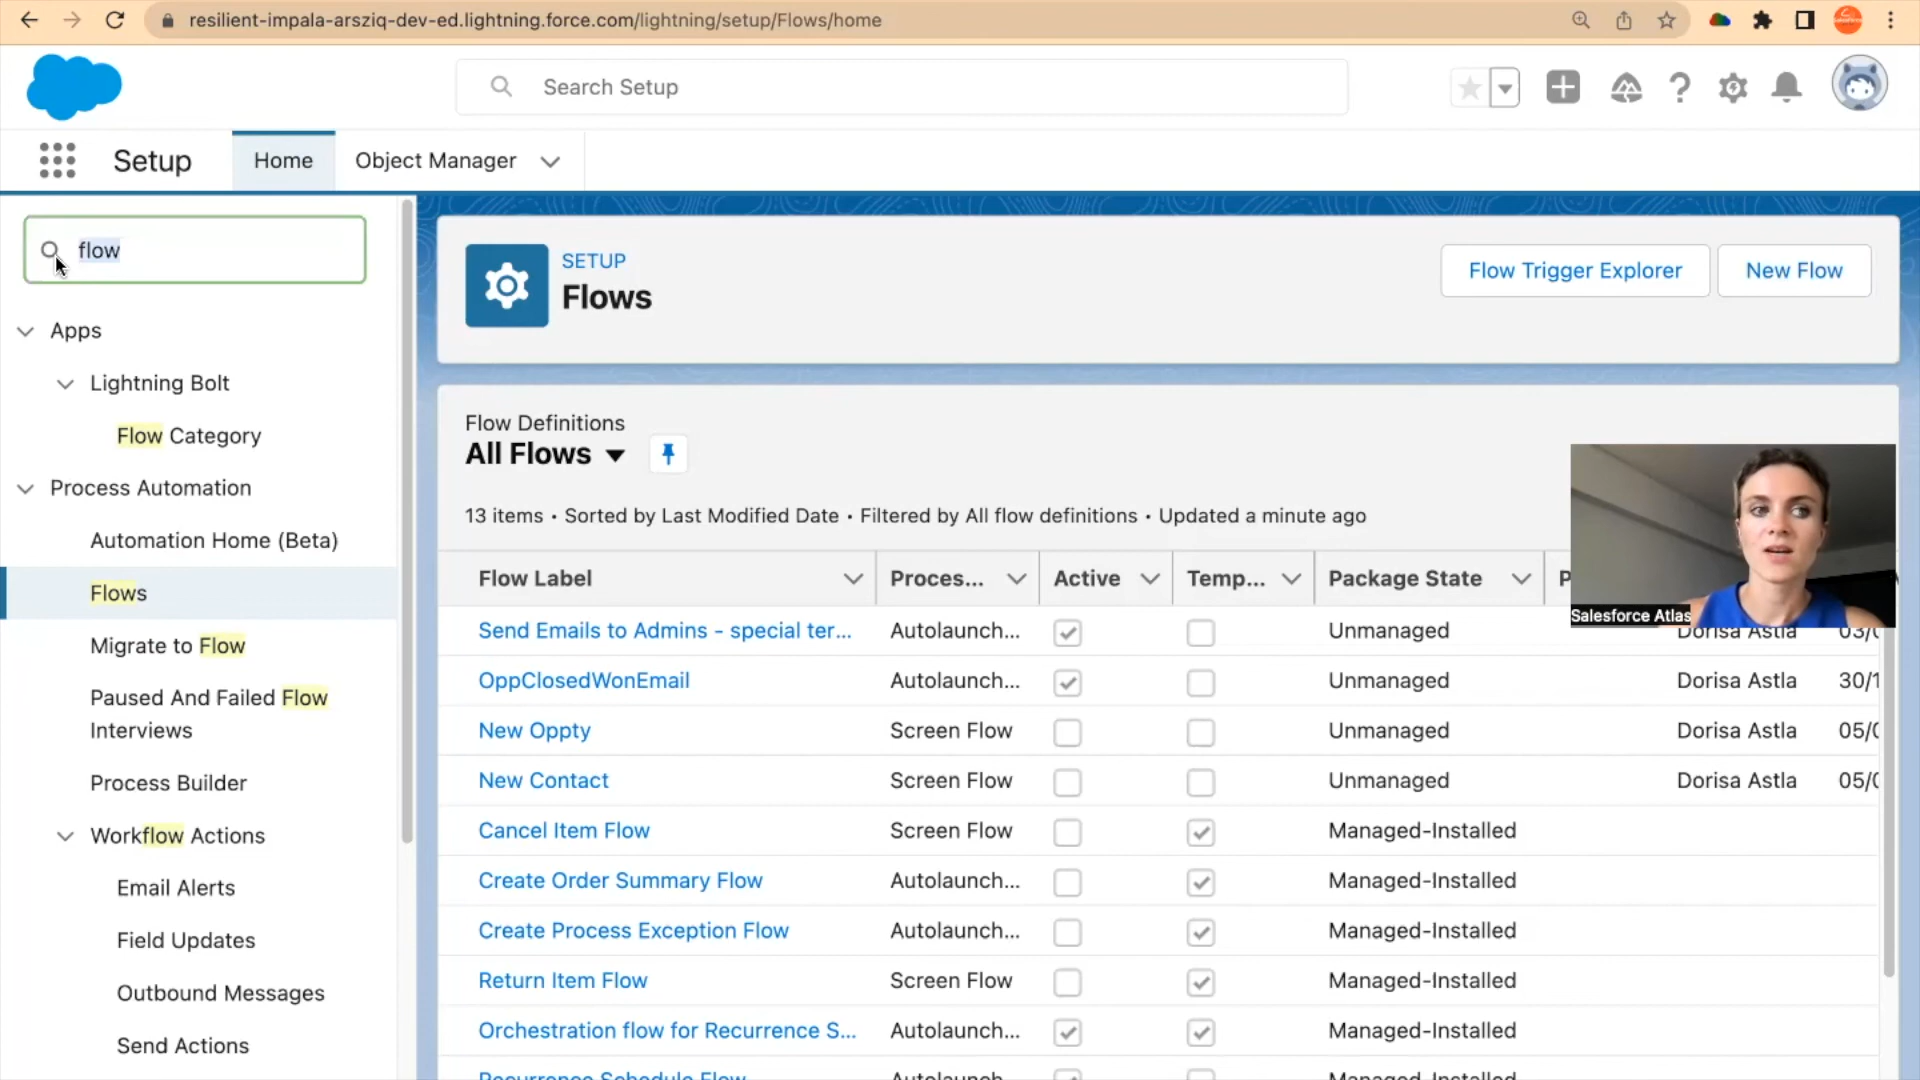 resilient-impala-arsziq-dev-ed.lightning.force.com/lightning/setup/Flows/home
Search Setup
Setup
Home
Object Manager
flow
Apps
Lightning Bolt
Flow Category
Process Automation
Automation Home (Beta)
Flows
Migrate to Flow
Paused And Failed Flow
Interviews
Process Builder
Workflow Actions
Email Alerts
Field Updates
Outbound Messages
Send Actions
SETUP
Flows
Flow Trigger Explorer
New Flow
Flow Definitions
All Flows
13 items • Sorted by Last Modified Date • Filtered by All flow definitions • Updated a minute ago
Flow Label Proces... Active Temp... Package State P
Salesforce Atlas
Send Emails to Admins - special ter... Autolaunch... Unmanaged Dorisa Astla
OppClosedWonEmail Autolaunch... Unmanaged Dorisa Astla 30/1
New Oppty Screen Flow Unmanaged Dorisa Astla 05/0
New Contact Screen Flow Unmanaged Dorisa Astla 05/0
Cancel Item Flow Screen Flow Managed-Installed
Create Order Summary Flow Autolaunch... Managed-Installed
Create Process Exception Flow Autolaunch... Managed-Installed
Return Item Flow Screen Flow Managed-Installed
Orchestration flow for Recurrence S... Autolaunch... Managed-Installed
Recurrence Schedule Flow Autolaunch... Managed-Installed